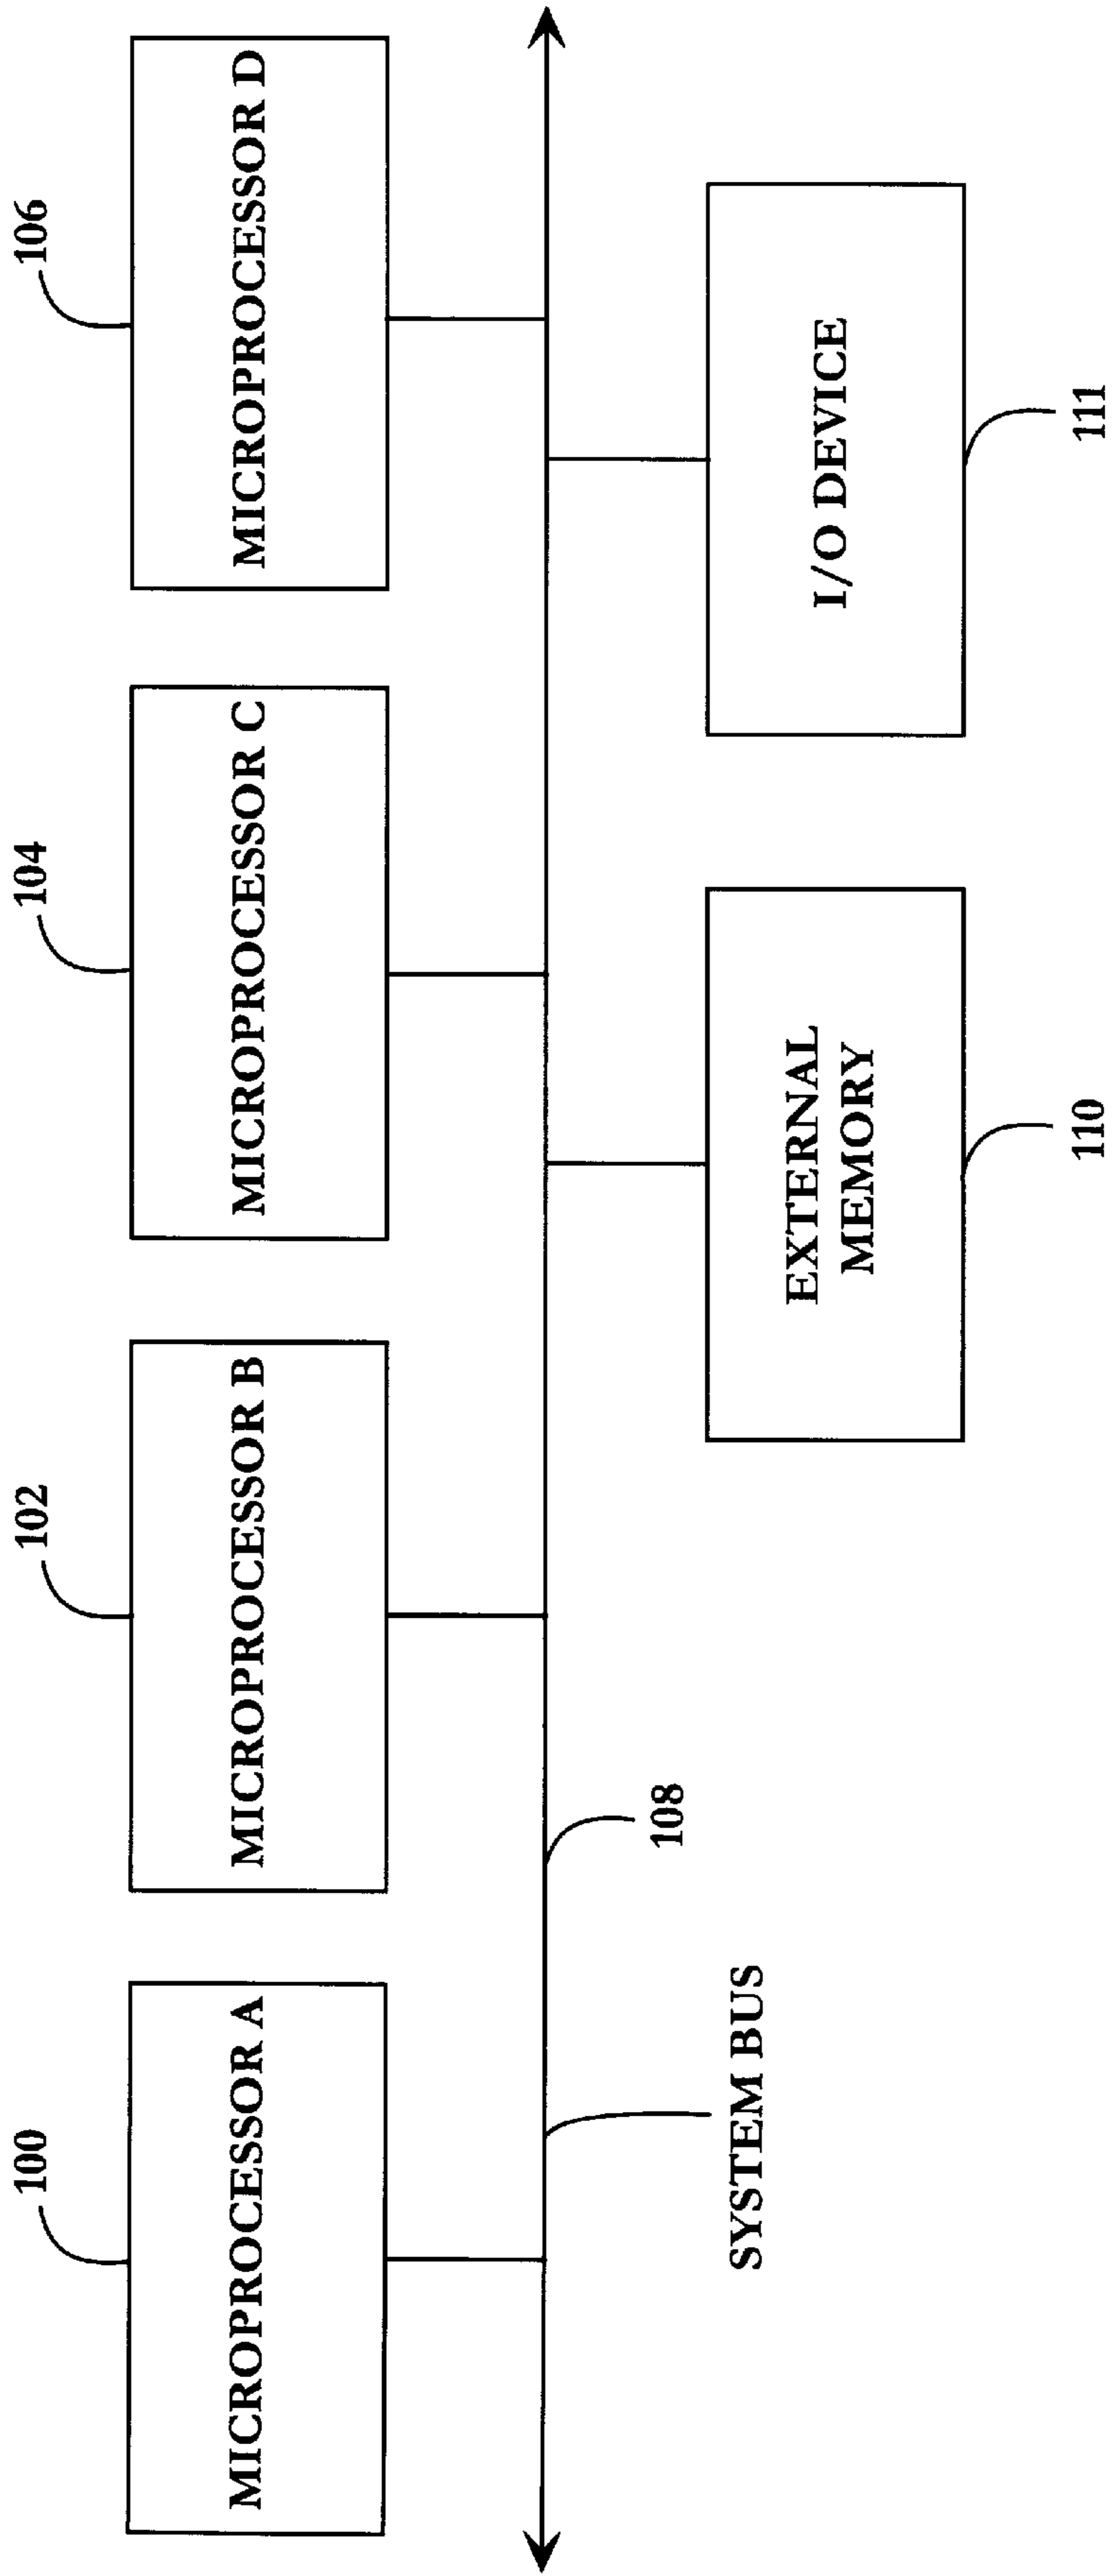 100
102
104
106
MICROPROCESSOR A
MICROPROCESSOR B
MICROPROCESSOR C
MICROPROCESSOR D
108
SYSTEM BUS
EXTERNAL
MEMORY
I/O DEVICE
110
111